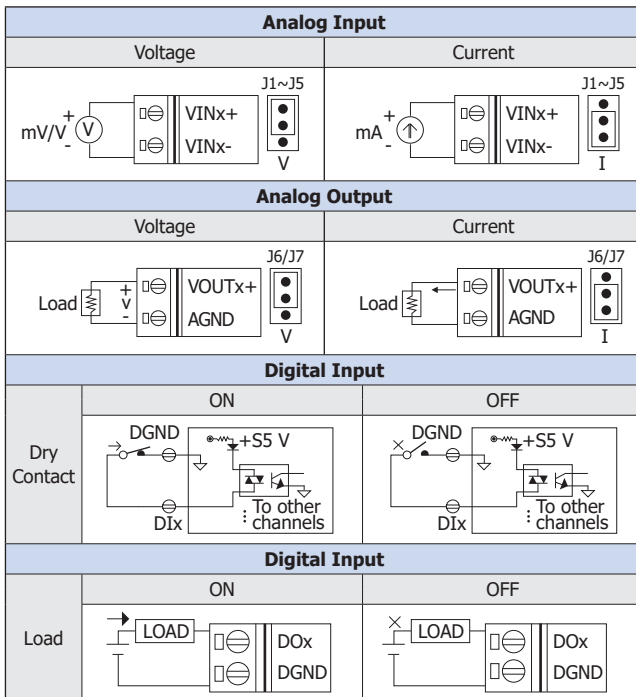 Analog Input
Voltage
Current
J1~J5
mV/V
+
-
V
VINx+
VINx-
V
J1~J5
mA
+
-
VINx+
VINx-
I
Analog Output
Voltage
Current
J6/J7
Load
+
V
-
VOUTx+
AGND
V
J6/J7
Load
VOUTx+
AGND
I
Digital Input
ON
OFF
Dry
Contact
DGND
+S5 V
DIx
To other
channels
DGND
+S5 V
DIx
To other
channels
Digital Input
ON
OFF
Load
LOAD
DOx
DGND
LOAD
DOx
DGND